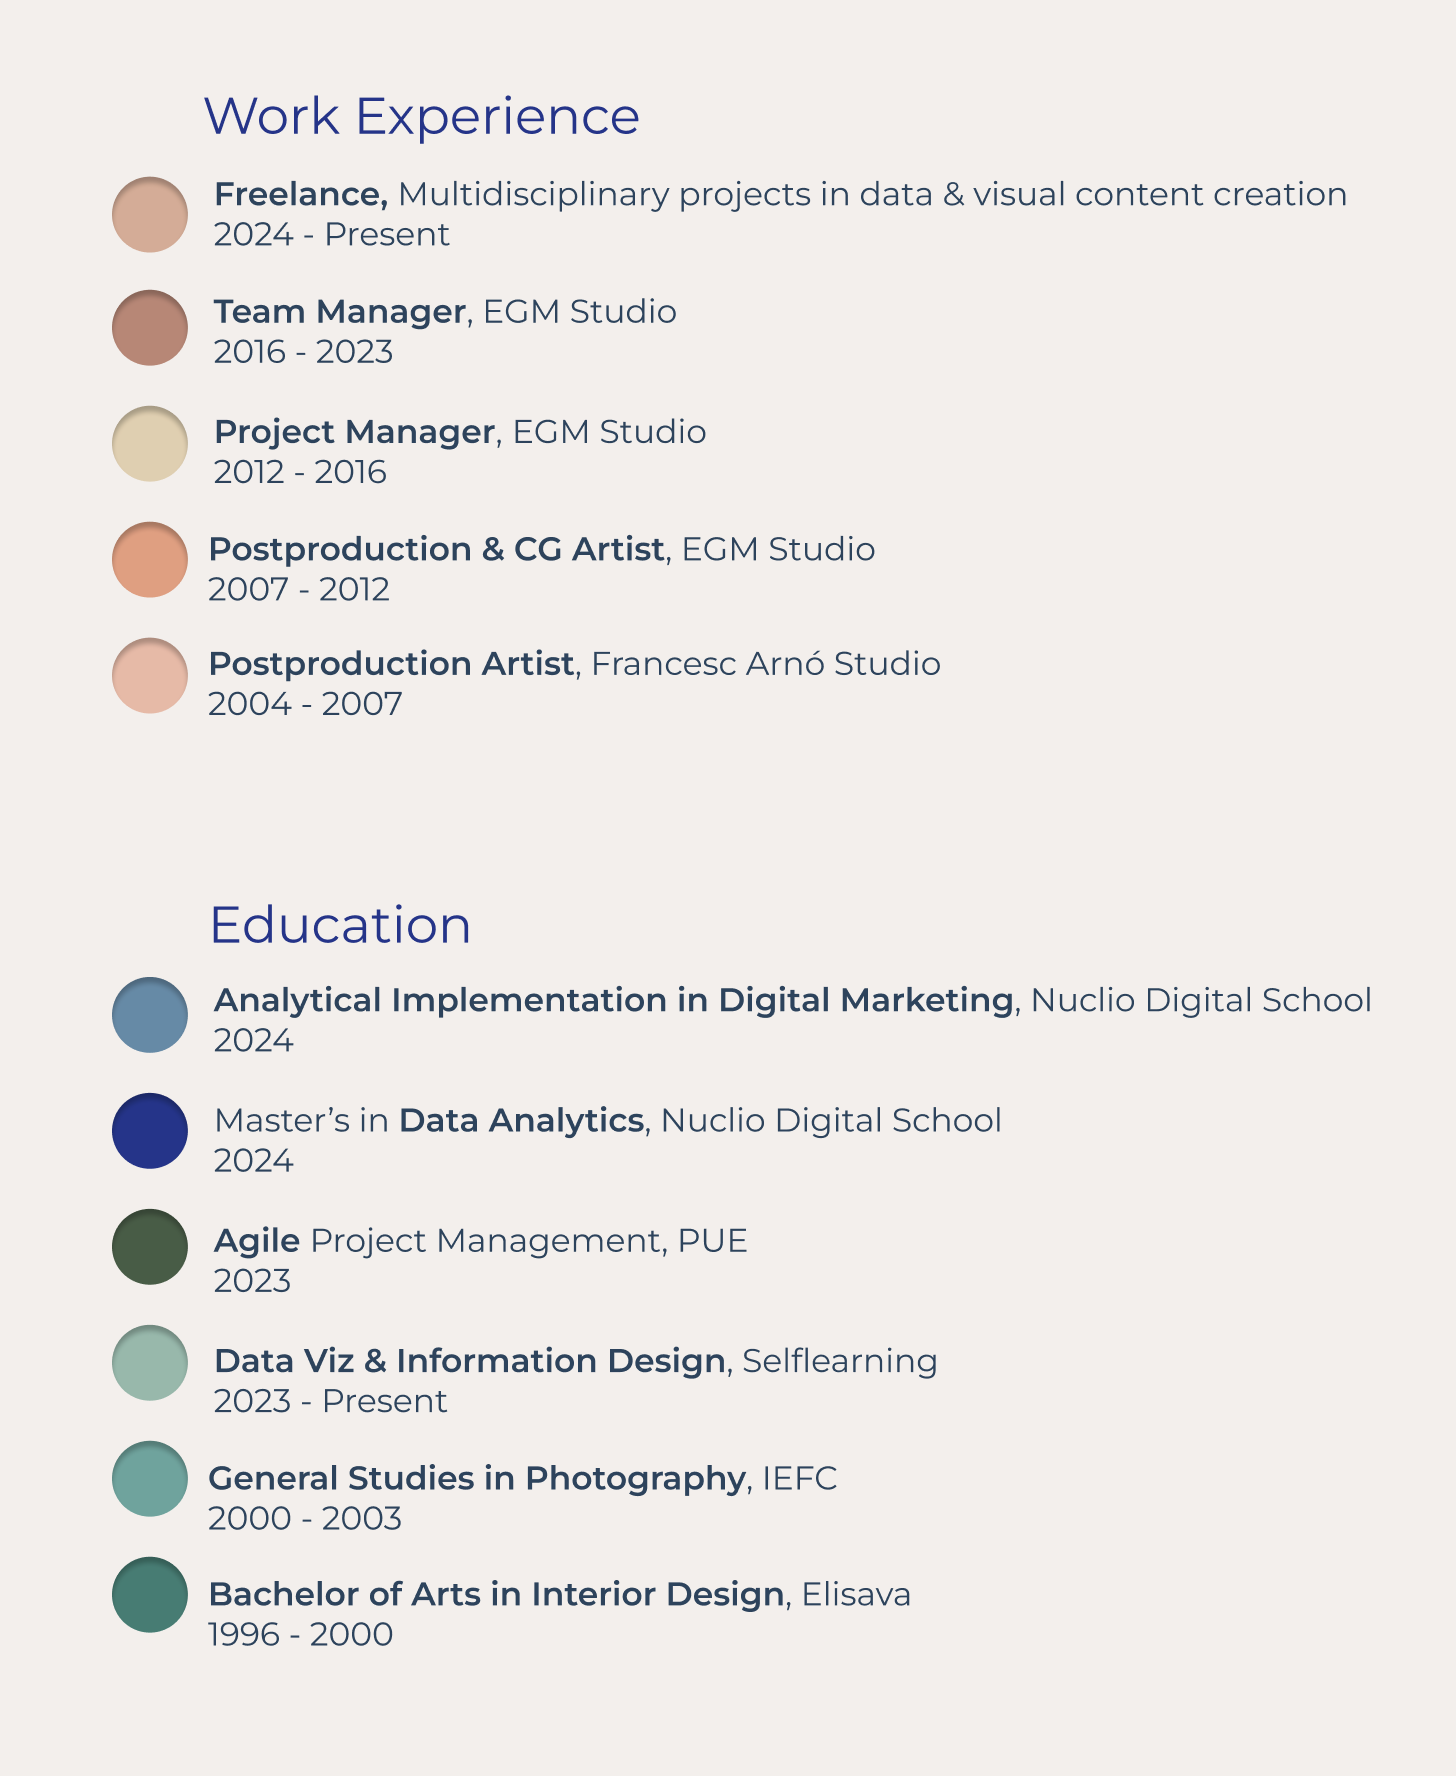 Work Experience
Freelance, Multidisciplinary projects in data & visual content creation
2024 - Present
Team Manager, EGM Studio
2016 - 2023
Project Manager, EGM Studio
2012 - 2016
Postproduction & CG Artist, EGM Studio
2007 - 2012
Postproduction Artist, Francesc Arnó Studio
2004 - 2007
Education
Analytical Implementation in Digital Marketing, Nuclio Digital School
2024
Master’s in Data Analytics, Nuclio Digital School
2024
Agile Project Management, PUE
2023
Data Viz & Information Design, Selflearning
2023 - Present
General Studies in Photography, IEFC
2000 - 2003
Bachelor of Arts in Interior Design, Elisava
1996 - 2000